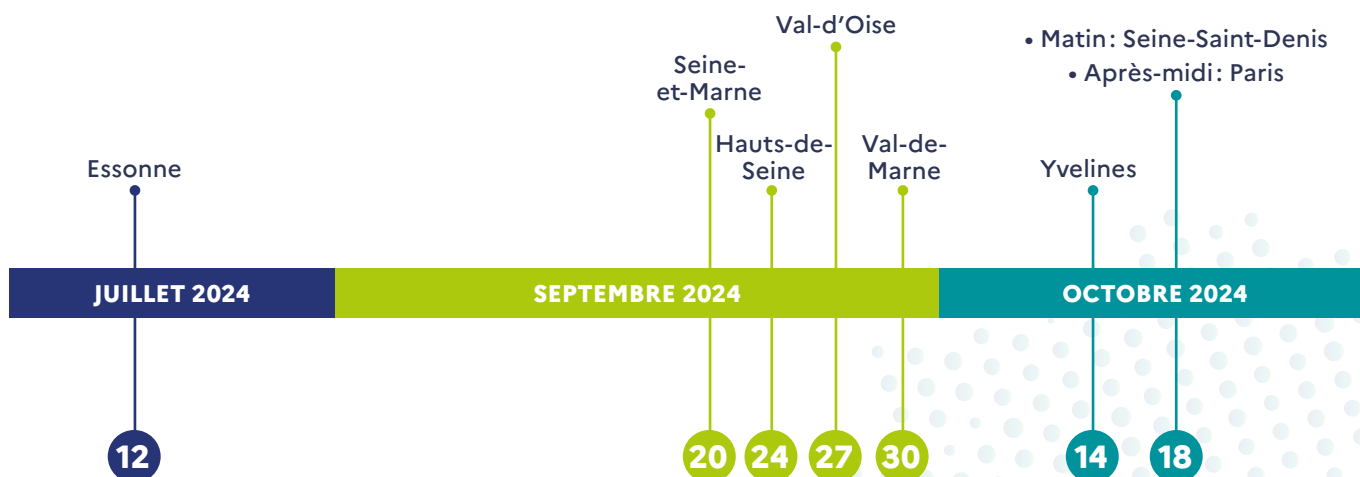 Val-d'Oise
• Matin : Seine-Saint-Denis
• Après-midi : Paris
Seine-
et-Marne
Hauts-de-
Seine
Val-de-
Marne
Essonne
Yvelines
JUILLET 2024
SEPTEMBRE 2024
OCTOBRE 2024
12
20
24
27
30
14
18